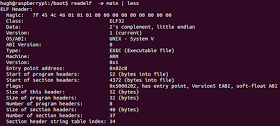 hugh@raspberrypi:/boot$ readelf -e main | less
ELF Header:
Magic: 7f 45 4c 46 01 01 01 00 00 00 00 00 00 00 00 00
Class: ELF32
Data: 2's complement, little endian
Version: 1 (current)
OS/ABI: UNIX - System V
ABI Version: 0
Type: EXEC (Executable file)
Machine: ARM
Version: 0x1
Entry point address: 0x82c0
Start of program headers: 52 (bytes into file)
Start of section headers: 4372 (bytes into file)
Flags: 0x5000202, has entry point, Version5 EABI, soft-float ABI
Size of this header: 52 (bytes)
Size of program headers: 32 (bytes)
Number of program headers: 8
Size of section headers: 40 (bytes)
Number of section headers: 37
Section header string table index: 34